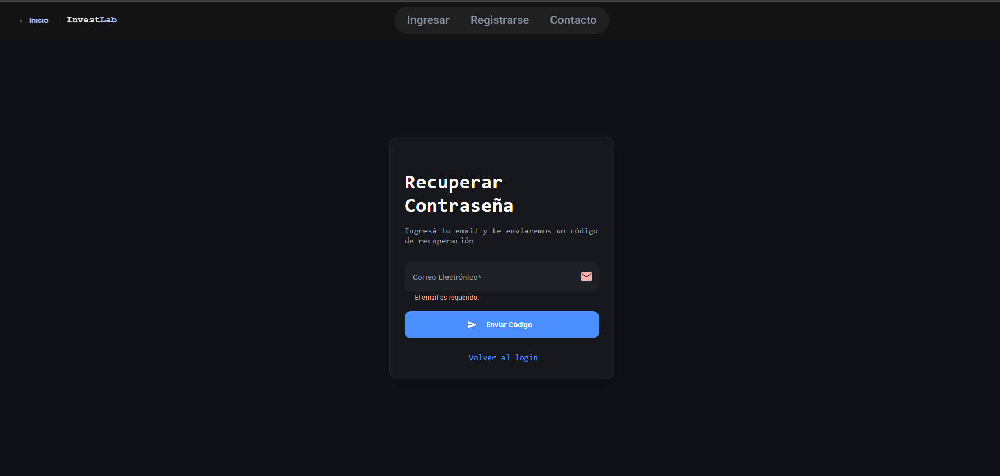 ← Inicio
InvestLab
Ingresar
Registrarse
Contacto
Recuperar
Contraseña
Ingresá tu email y te enviaremos un código
de recuperación
Correo Electrónico*
El email es requerido.
Enviar Código
Volver al login